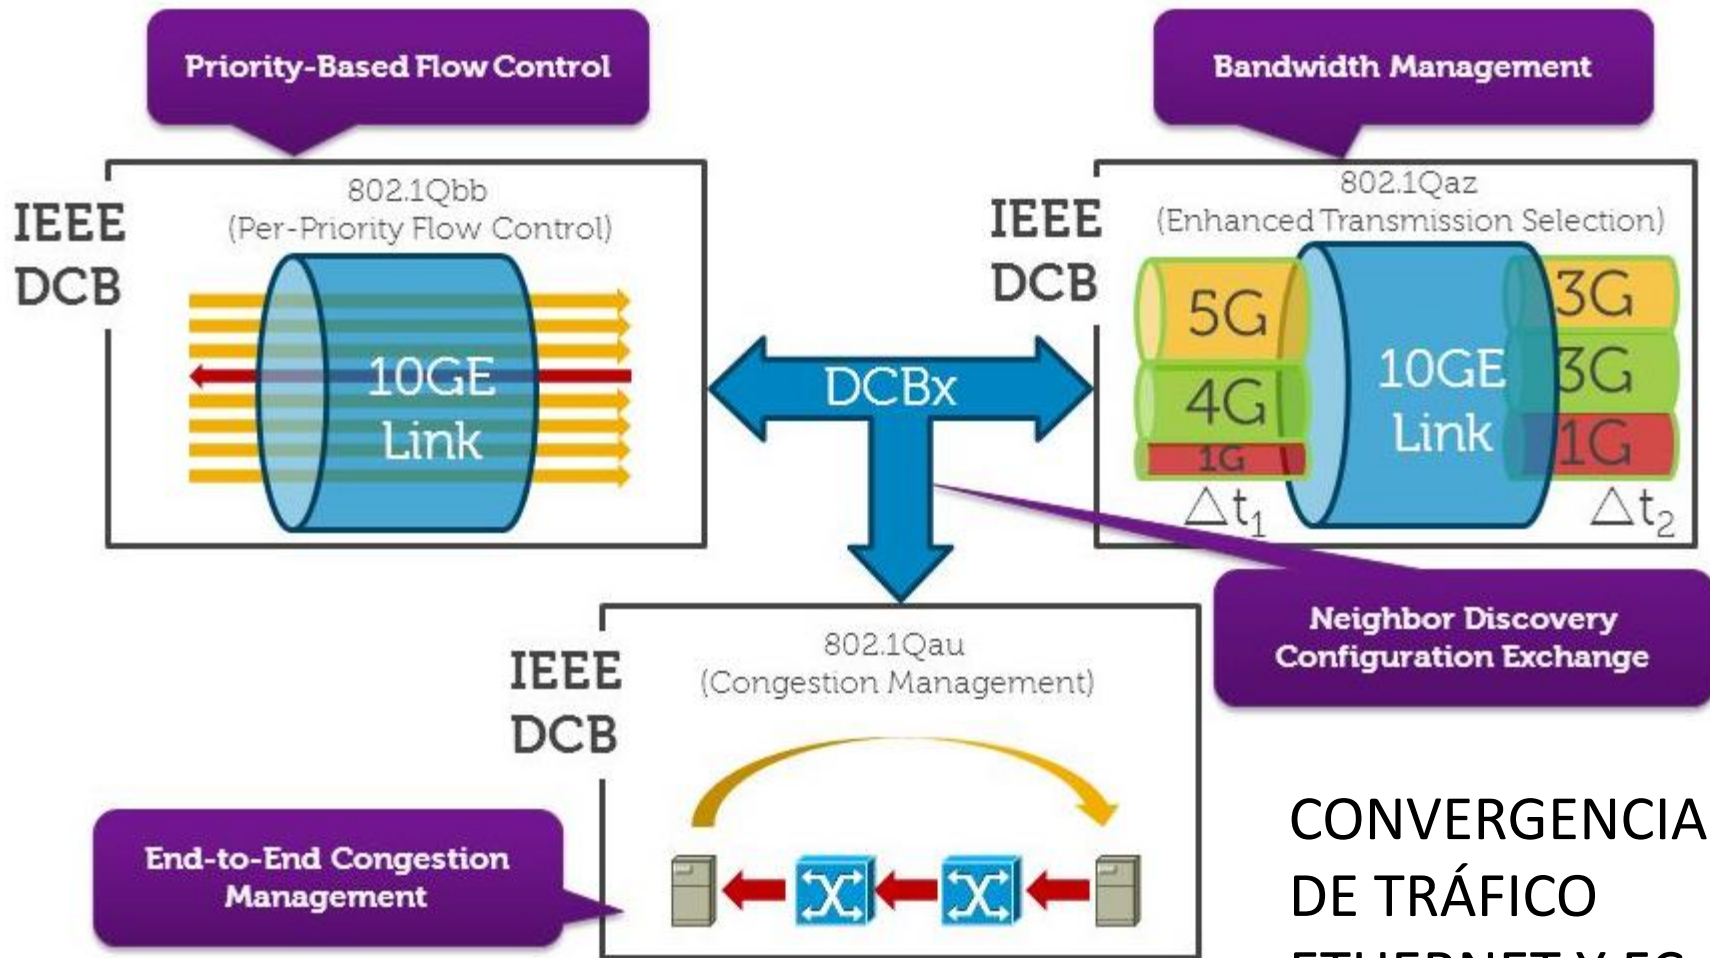 Priority-Based Flow Control
Bandwidth Management
IEEE
DCB
802.1Qbb
(Per-Priority Flow Control)
10GE
Link
DCBx
IEEE
DCB
802.1Qaz
(Enhanced Transmission Selection)
5G
4G
1G
Δt1
10GE
Link
3G
3G
1G
Δt2
Neighbor Discovery
Configuration Exchange
IEEE
DCB
802.1Qau
(Congestion Management)
End-to-End Congestion
Management
CONVERGENCIA
DE TRÁFICO
ETHERNET Y FC